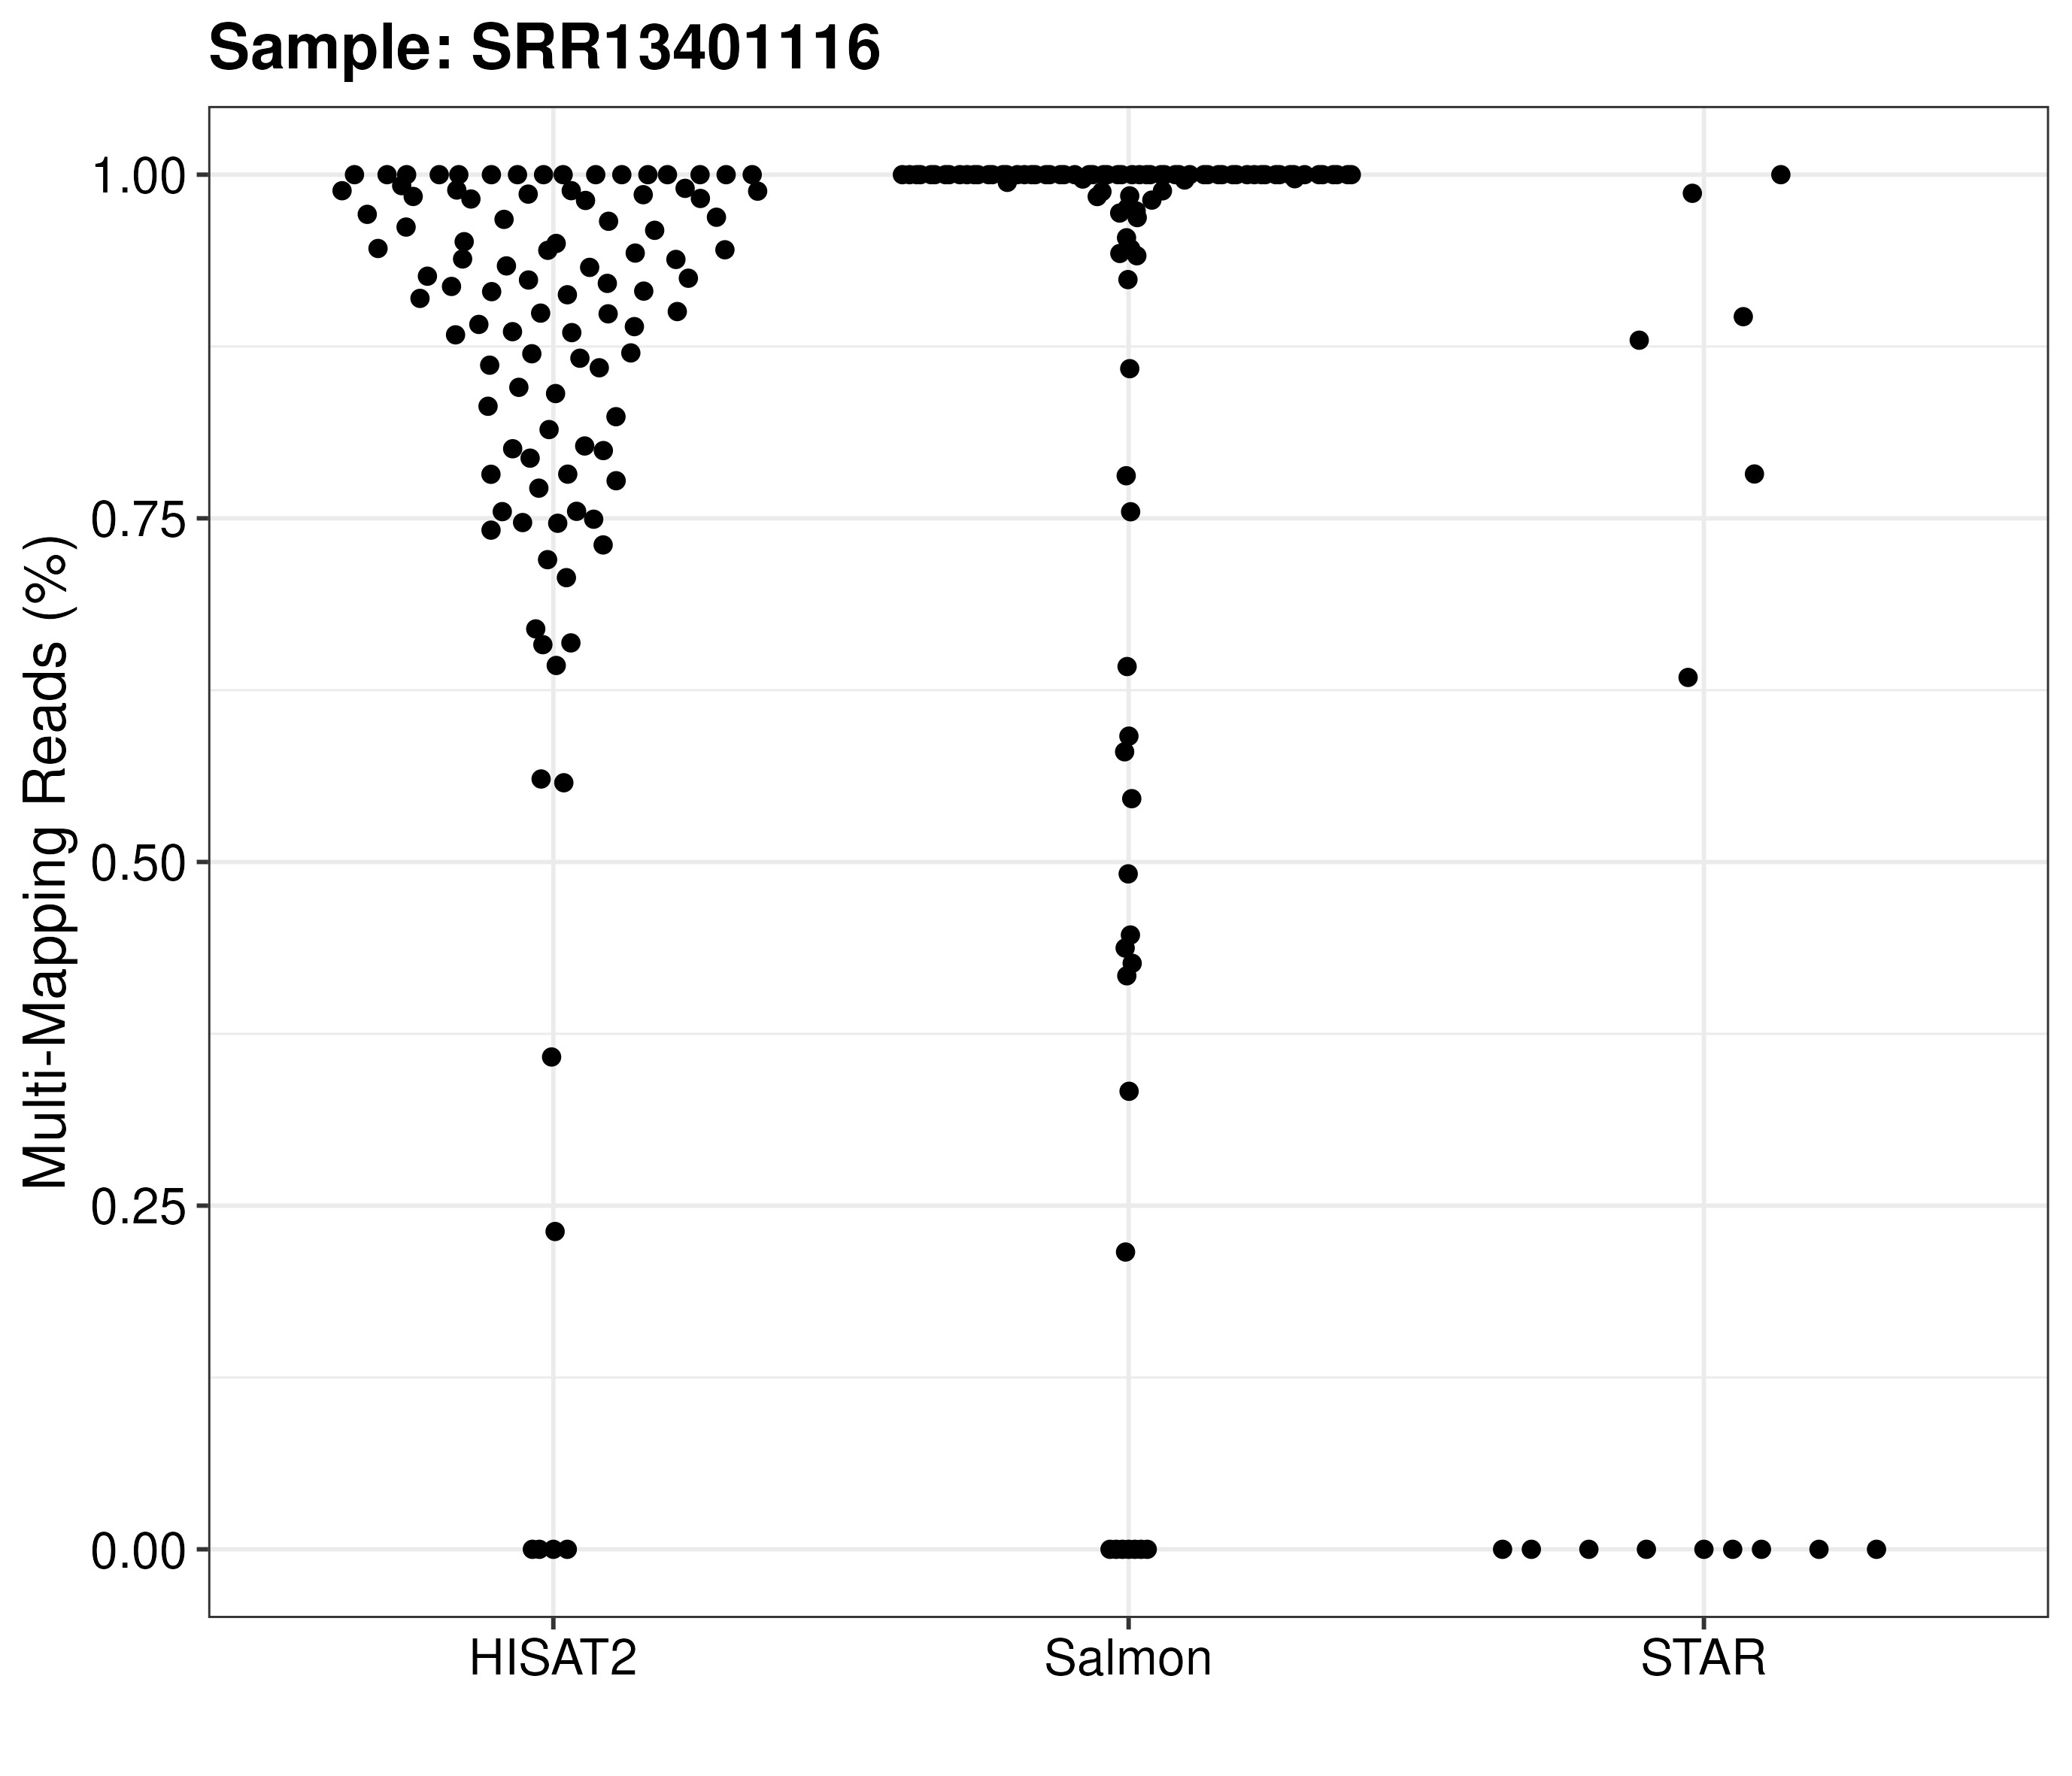 Sample: SRR13401116
Multi-Mapping Reads (%)
1.00
0.75
0.50
0.25
0.00
HISAT2
Salmon
STAR